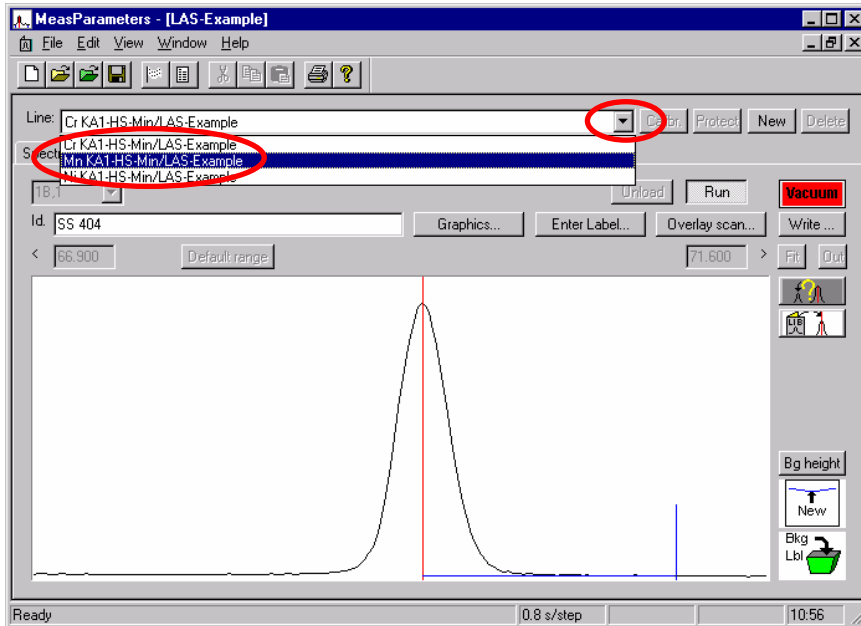 MeasParameters - [LAS-Example]
File Edit View Window Help
Line: Cr KA1-HS-Min/LAS-Example Calibr. Protect New Delete
Cr KA1-HS-Min/LAS-Example
Mn KA1-HS-Min/LAS-Example
Ni KA1-HS-Min/LAS-Example
1B,1 Unload Run Vacuum
Id. SS 404 Graphics... Enter Label... Overlay scan... Write ...
< 66.900 Default range 71.600 > Fit Out
LIB
Bg height
New
Bkg
Lbl
Ready 0.8 s/step 10:56